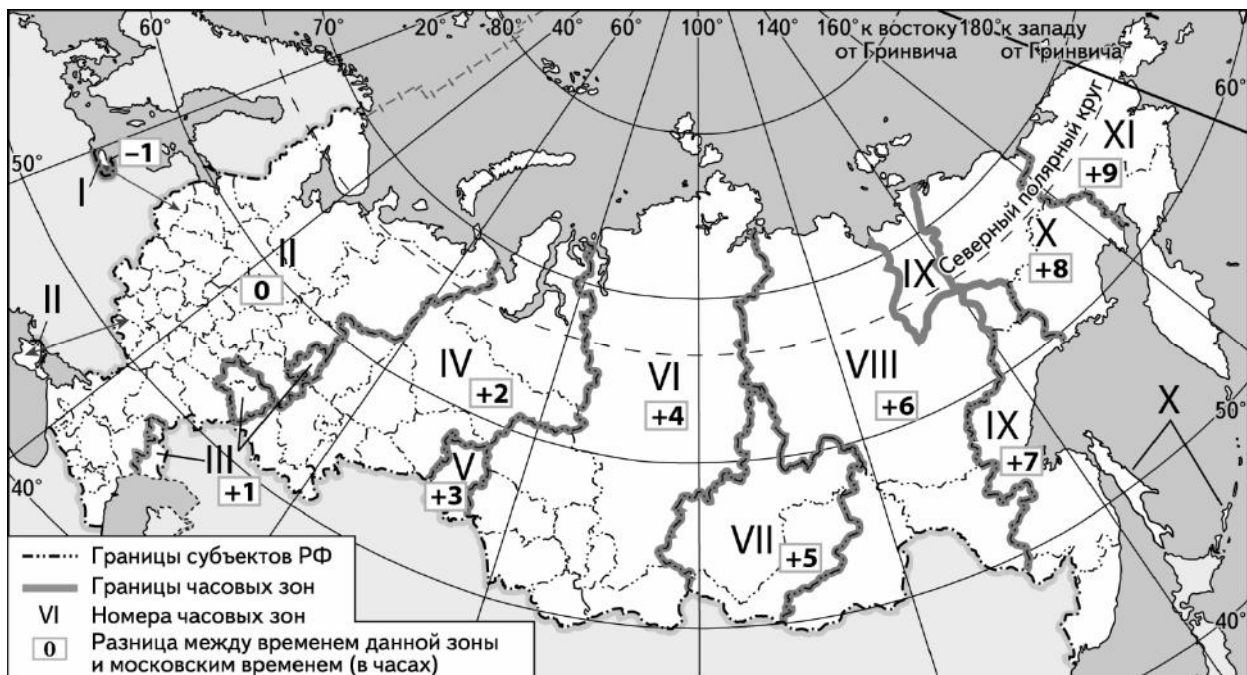 60° 70° 20° 80° 40° 60° 100° 120° 140° 160° к востоку 180° к западу
от Гринвича от Гринвича
60°
50°
–1
I
Северный полярный круг
XI
+9
II
0
X
+8
II
IX
IV
+2
VI
+4
VIII
+6
X
50°
IX
+7
40°
III
+1
V
+3
VII
+5
40°
Границы субъектов РФ
Границы часовых зон
VI Номера часовых зон
0 Разница между временем данной зоны
и московским временем (в часах)